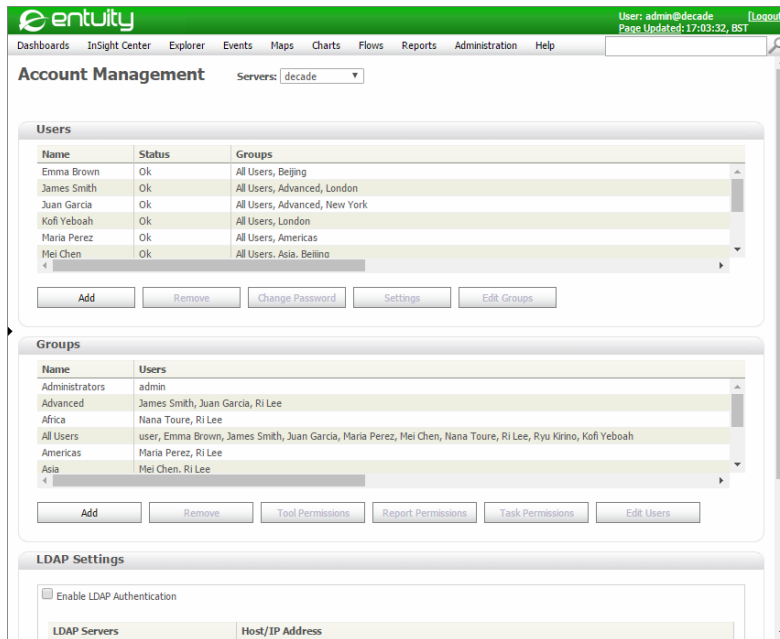 entuity
User: admin@decade [Logout
Page Updated: 17:03:32, BST
Dashboards InSight Center Explorer Events Maps Charts Flows Reports Administration Help
Account Management Servers: decade
Users
Name Status Groups
Emma Brown Ok All Users, Beijing
James Smith Ok All Users, Advanced, London
Juan Garcia Ok All Users, Advanced, New York
Kofi Yeboah Ok All Users, London
Maria Perez Ok All Users, Americas
Mei Chen Ok All Users, Asia, Beijing
Add Remove Change Password Settings Edit Groups
Groups
Name Users
Administrators admin
Advanced James Smith, Juan Garcia, Ri Lee
Africa Nana Toure, Ri Lee
All Users user, Emma Brown, James Smith, Juan Garcia, Maria Perez, Mei Chen, Nana Toure, Ri Lee, Ryu Kirino, Kofi Yeboah
Americas Maria Perez, Ri Lee
Asia Mei Chen, Ri Lee
Add Remove Tool Permissions Report Permissions Task Permissions Edit Users
LDAP Settings
Enable LDAP Authentication
LDAP Servers Host/IP Address